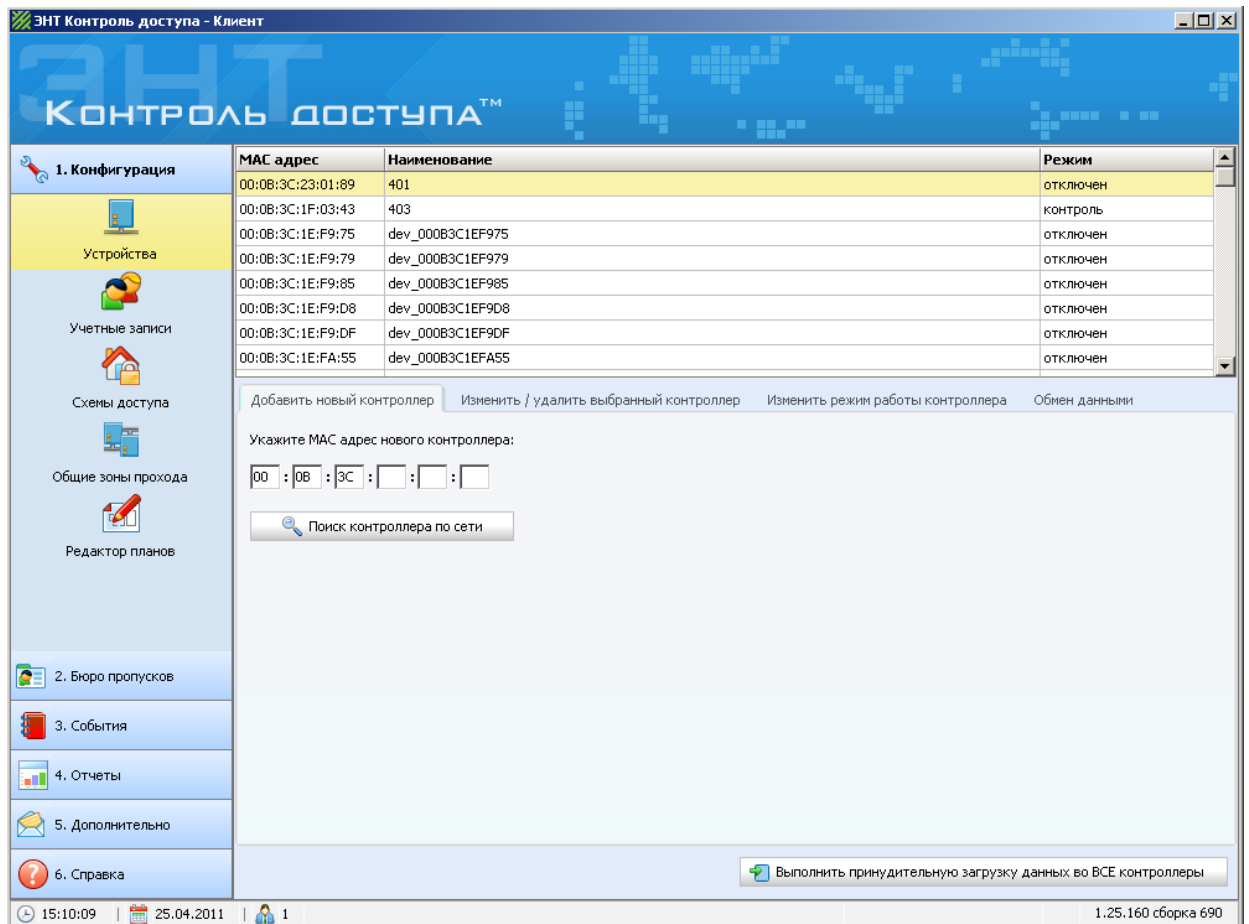 ЭНТ Контроль доступа - Клиент
ЭНТ
Контроль доступа™
1. Конфигурация
Устройства
Учетные записи
Схемы доступа
Общие зоны прохода
Редактор планов
2. Бюро пропусков
3. События
4. Отчеты
5. Дополнительно
6. Справка
MAC адрес Наименование Режим
00:0B:3C:23:01:89 401 отключен
00:0B:3C:1F:03:43 403 контроль
00:0B:3C:1E:F9:75 dev_000B3C1EF975 отключен
00:0B:3C:1E:F9:79 dev_000B3C1EF979 отключен
00:0B:3C:1E:F9:85 dev_000B3C1EF985 отключен
00:0B:3C:1E:F9:D8 dev_000B3C1EF9D8 отключен
00:0B:3C:1E:F9:DF dev_000B3C1EF9DF отключен
00:0B:3C:1E:FA:55 dev_000B3C1EFA55 отключен
Добавить новый контроллер Изменить / удалить выбранный контроллер Изменить режим работы контроллера Обмен данными
Укажите MAC адрес нового контроллера:
00 : 0B : 3C : : :
Поиск контроллера по сети
Выполнить принудительную загрузку данных во ВСЕ контроллеры
15:10:09 | 25.04.2011 | 1 1.25.160 сборка 690